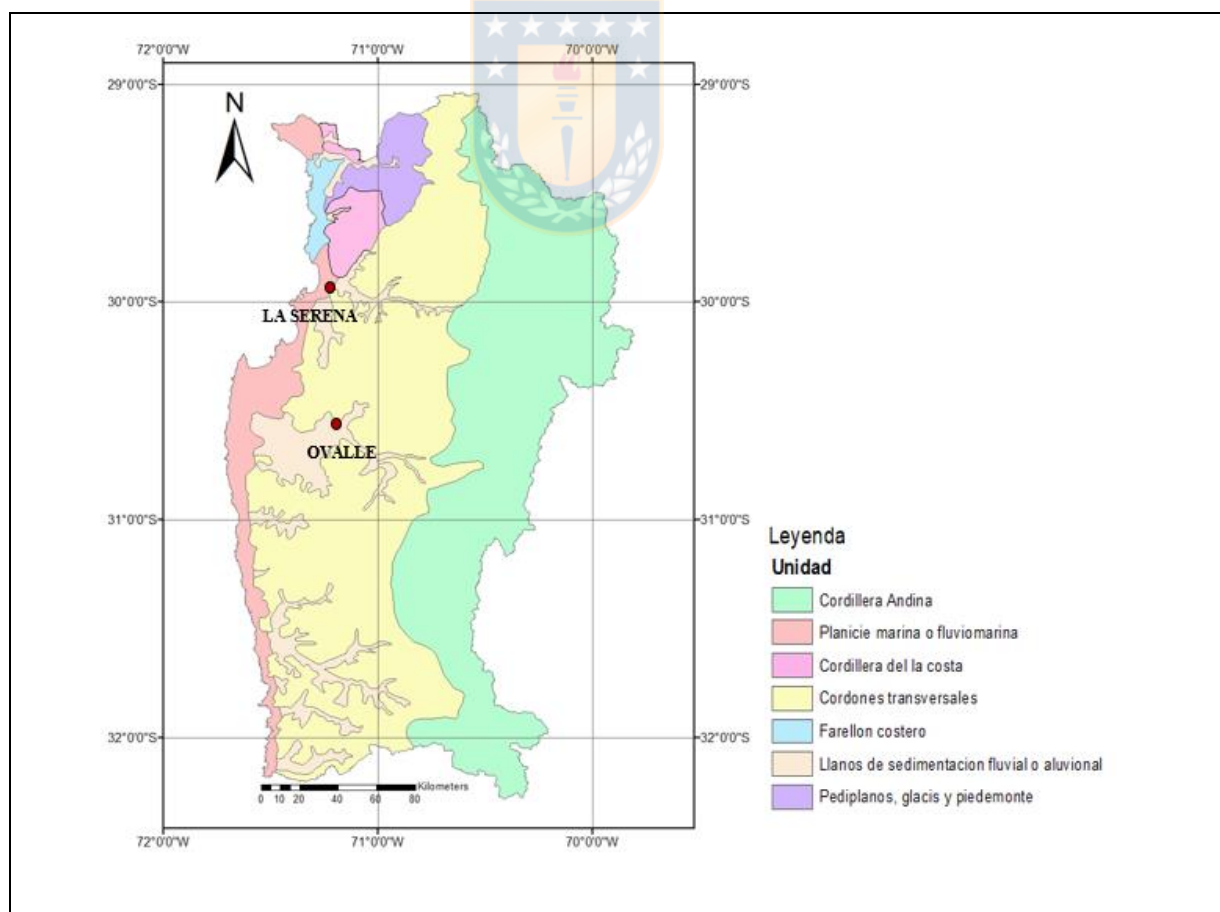 72°0'0"W 71°0'0"W 70°0'0"W
29°0'0"S 29°0'0"S
N
30°0'0"S 30°0'0"S
LA SERENA
OVALLE
31°0'0"S 31°0'0"S
Leyenda
Unidad
Cordillera Andina
Planicie marina o fluviomarina
Cordillera del la costa
Cordones transversales
Farellon costero
Llanos de sedimentacion fluvial o aluvional
Pediplanos, glacis y piedemonte
32°0'0"S 32°0'0"S
Kilometers
0 10 20 40 60 80
72°0'0"W 71°0'0"W 70°0'0"W